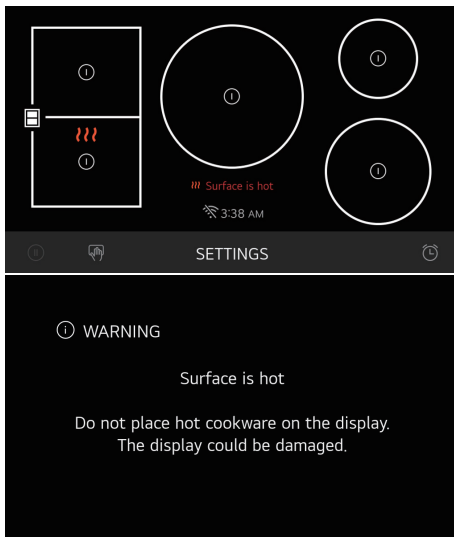 Surface is hot
3:38 AM
SETTINGS
WARNING
Surface is hot
Do not place hot cookware on the display.
The display could be damaged.